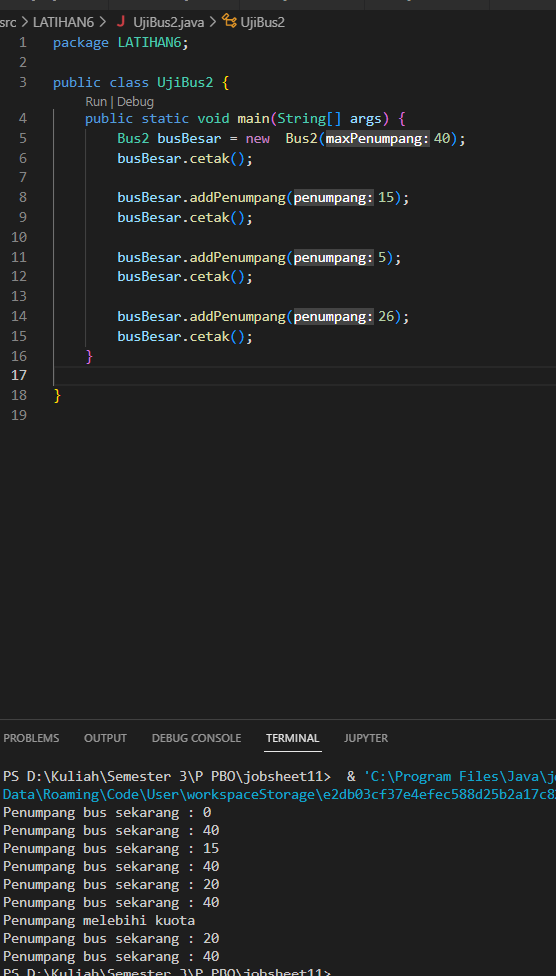 src > LATIHAN6 > J UjiBus2.java > UjiBus2
1 package LATIHAN6;
2
3 public class UjiBus2 {
Run | Debug
4 public static void main(String[] args) {
5 Bus2 busBesar = new  Bus2(maxPenumpang: 40);
6 busBesar.cetak();
7
8 busBesar.addPenumpang(penumpang: 15);
9 busBesar.cetak();
10
11 busBesar.addPenumpang(penumpang: 5);
12 busBesar.cetak();
13
14 busBesar.addPenumpang(penumpang: 26);
15 busBesar.cetak();
16 }
17
18 }
19
PROBLEMS OUTPUT DEBUG CONSOLE TERMINAL JUPYTER
PS D:\Kuliah\Semester 3\P PBO\jobsheet11>  & 'C:\Program Files\Java\j
Data\Roaming\Code\User\workspaceStorage\e2db03cf37e4efec588d25b2a17c8
Penumpang bus sekarang : 0
Penumpang bus sekarang : 40
Penumpang bus sekarang : 15
Penumpang bus sekarang : 40
Penumpang bus sekarang : 20
Penumpang bus sekarang : 40
Penumpang melebihi kuota
Penumpang bus sekarang : 20
Penumpang bus sekarang : 40
PS D:\Kuliah\Semester 3\P PBO\jobsheet11>